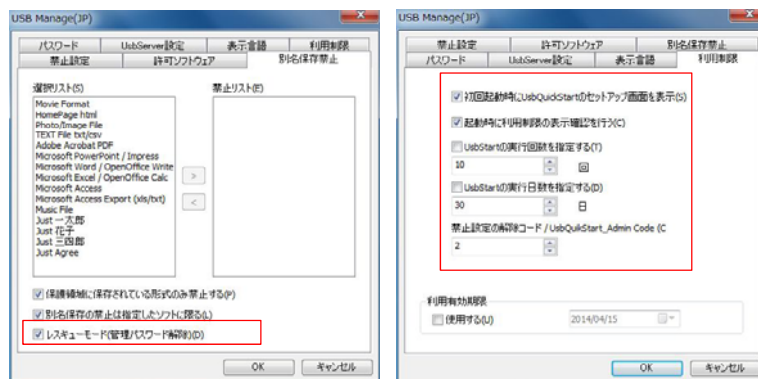 USB Manage(JP)
パスワード
UsbServer設定
表示言語
利用制限
禁止設定
許可ソフトウェア
別名保存禁止
選択リスト(S)
禁止リスト(E)
Movie Format
HomePage html
Photo/Image File
TEXT File txt/csv
Adobe Acrobat PDF
Microsoft PowerPoint / Impress
Microsoft Word / OpenOffice Write
Microsoft Excel / OpenOffice Calc
Microsoft Access
Microsoft Access Export (xls/txt)
Music File
Just 一太郎
Just 花子
Just 三四郎
Just Agree
>
<
保護領域に保存されている形式のみ禁止する(P)
別名保存の禁止は指定したソフトに限る(L)
レスキューモード(管理パスワード解除)(D)
OK
キャンセル
USB Manage(JP)
禁止設定
許可ソフトウェア
別名保存禁止
パスワード
UsbServer設定
表示言語
利用制限
初回起動時にUsbQuickStartのセットアップ画面を表示(S)
起動時に利用制限の表示確認を行う(C)
UsbStartの実行回数を指定する(T)
10
回
UsbStartの実行日数を指定する(D)
30
日
禁止設定の解除コード / UsbQuikStart_Admin Code (C
2
利用有効期限
使用する(U)
2014/04/15
OK
キャンセル